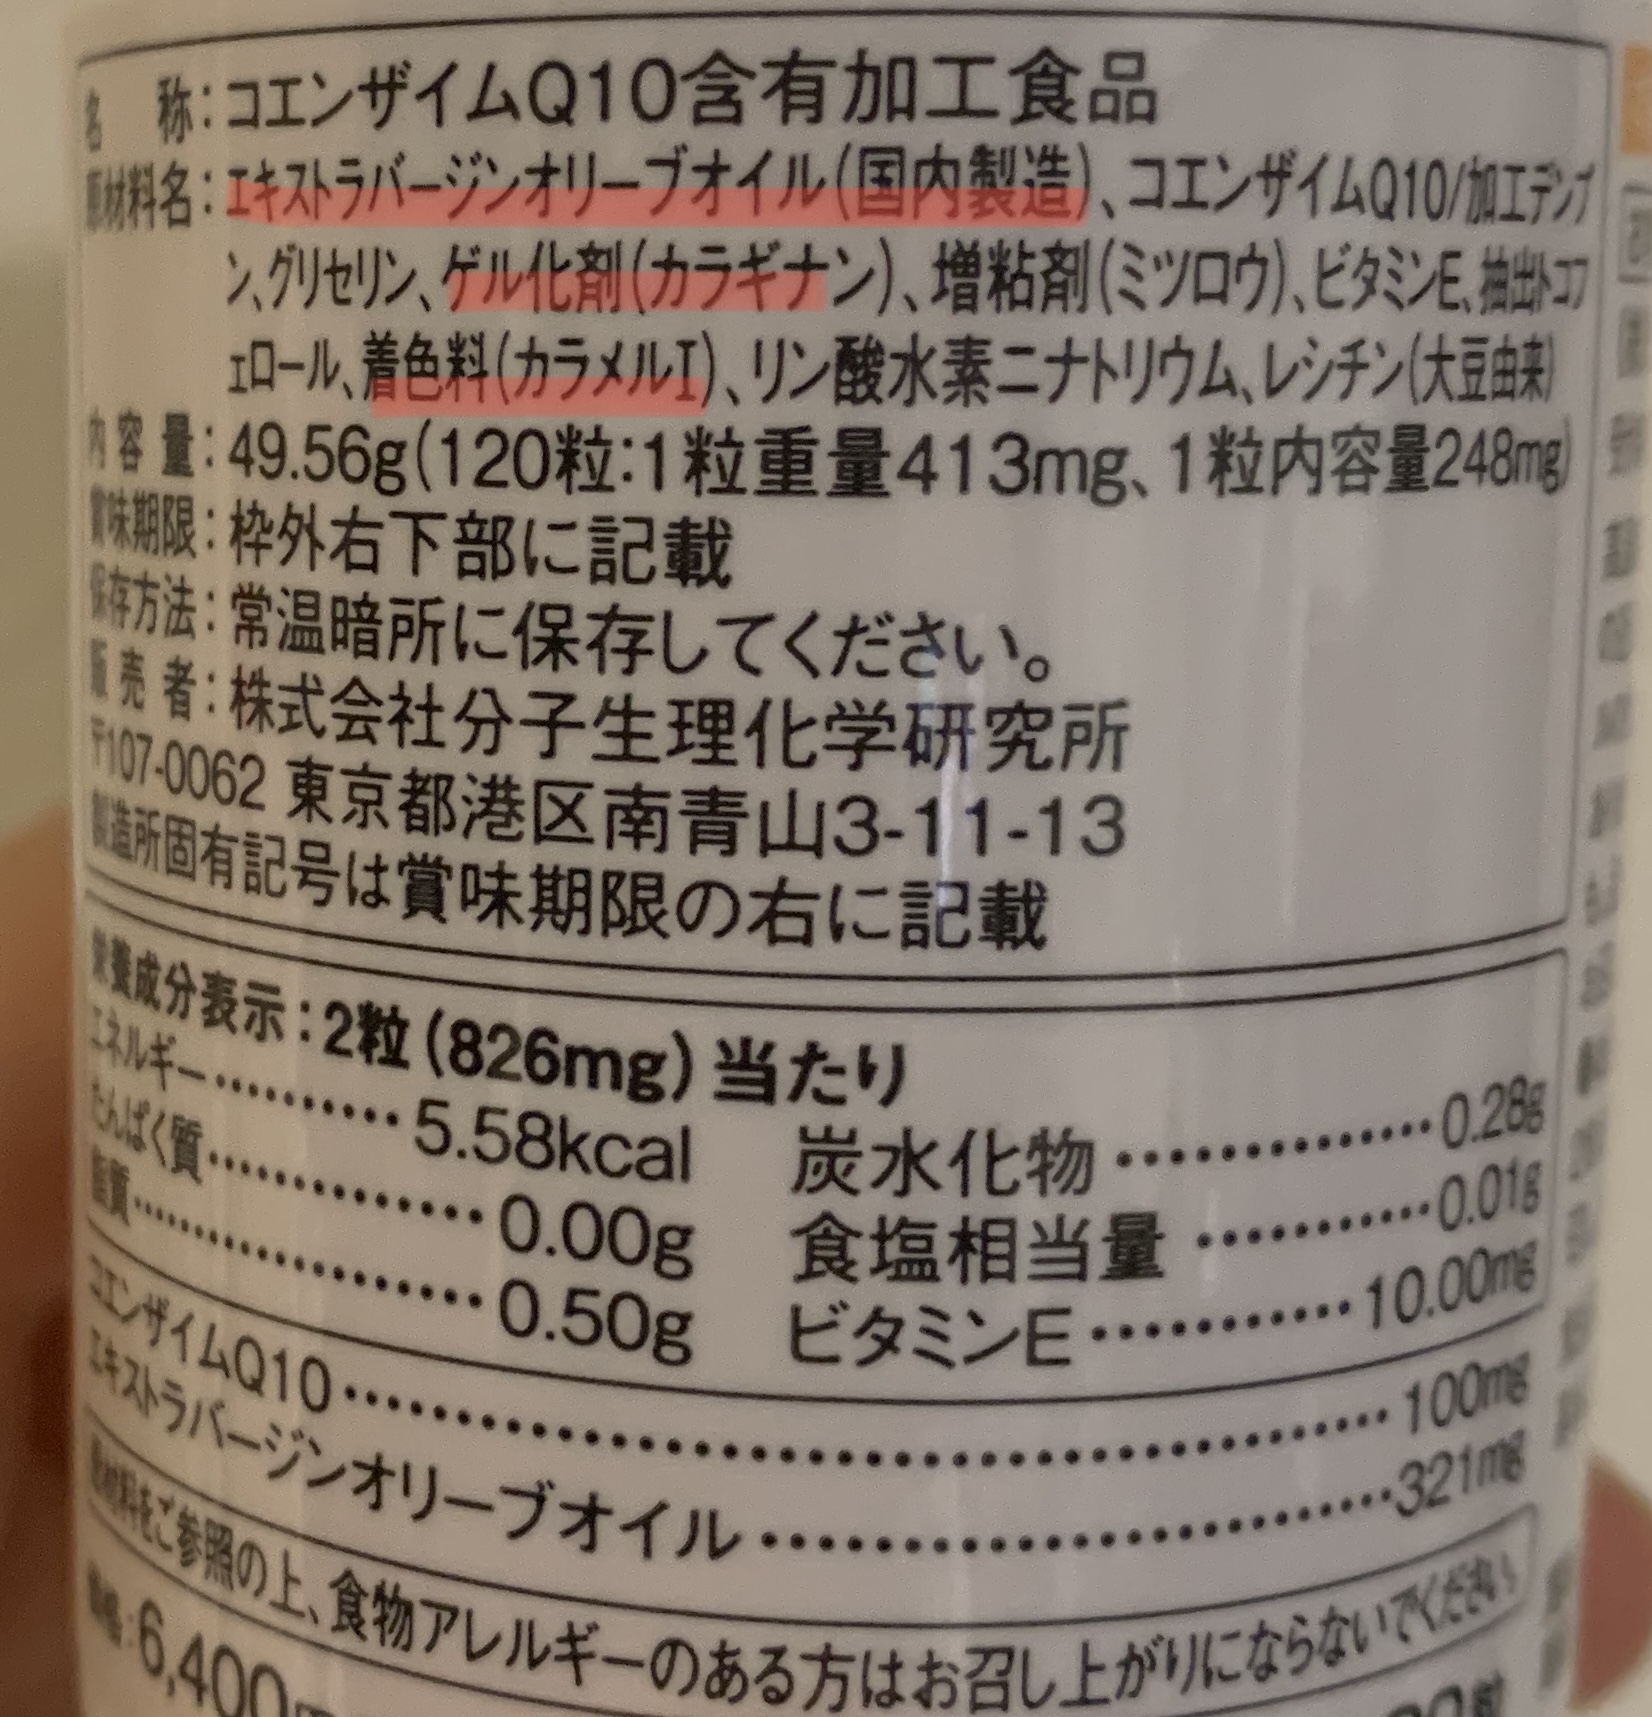 名 称：コエンザイムQ10含有加工食品
原材料名：エキストラバージンオリーブオイル(国内製造)、コエンザイムQ10/加工デンプ
ン、グリセリン、ゲル化剤(カラギナン)、増粘剤(ミツロウ)、ビタミンE、抽出トコフ
ェロール、着色料(カラメルI)、リン酸水素ニナトリウム、レシチン(大豆由来)
内容量：49.56g(120粒：1粒重量413mg、1粒内容量248mg)
賞味期限：枠外右下部に記載
保存方法：常温暗所に保存してください。
販売者：株式会社分子生理化学研究所
〒107-0062 東京都港区南青山3-11-13
製造所固有記号は賞味期限の右に記載
栄養成分表示：2粒(826mg)当たり
エネルギー………5.58kcal 炭水化物………0.28g
たんぱく質………0.00g 食塩相当量………0.01g
脂質………0.50g ビタミンE………10.00mg
コエンザイムQ10………100mg
エキストラバージンオリーブオイル………321mg
原材料をご参照の上、食物アレルギーのある方はお召し上がりにならないでください
価格：6,400円